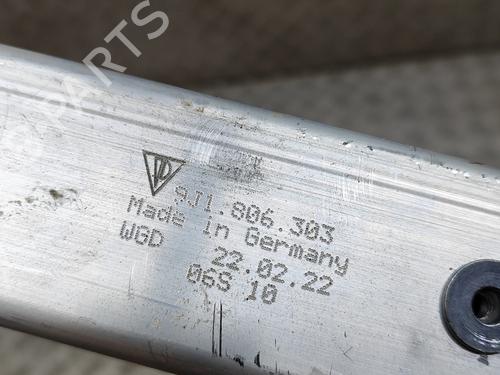 PARTS
9J1.806.303
Made in Germany
WGD 22.02.22
06S 10